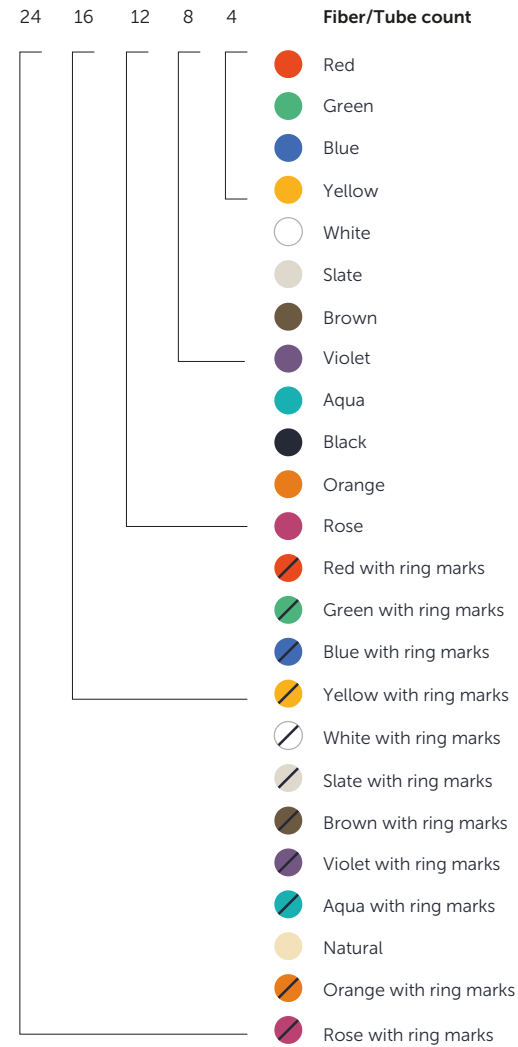 24 16 12 8 4 Fiber/Tube count
Red
Green
Blue
Yellow
White
Slate
Brown
Violet
Aqua
Black
Orange
Rose
Red with ring marks
Green with ring marks
Blue with ring marks
Yellow with ring marks
White with ring marks
Slate with ring marks
Brown with ring marks
Violet with ring marks
Aqua with ring marks
Natural
Orange with ring marks
Rose with ring marks